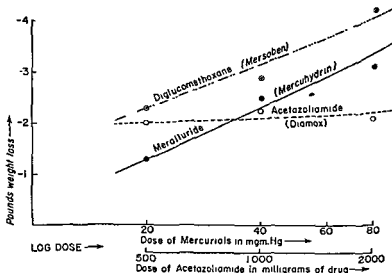 -4
-3
-2
-1
Pounds weight loss
Diglucomethoxane (Mersoben)
(Mercuhydrin)
Acetazoliamide
(Diamox)
Meralluride
20
40
60
80
LOG DOSE
Dose of Mercurials in mgm.Hg
500
1000
2000
Dose of Acetazolamide in milligrams of drug